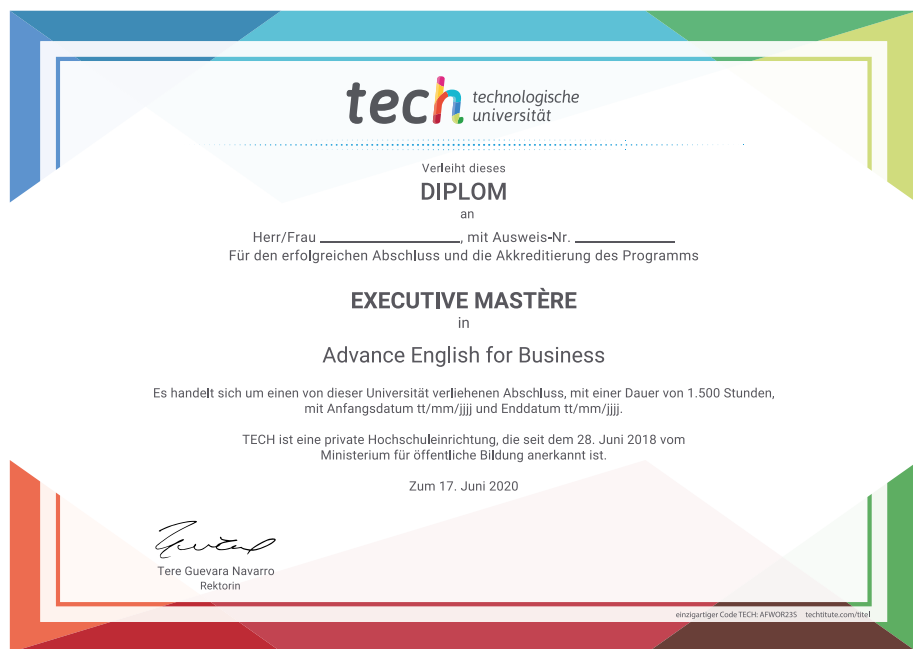 tech technologische
universität
Verleiht dieses
DIPLOM
an
Herr/Frau ____________________, mit Ausweis-Nr. ______________
Für den erfolgreichen Abschluss und die Akkreditierung des Programms
EXECUTIVE MASTÈRE
in
Advance English for Business
Es handelt sich um einen von dieser Universität verliehenen Abschluss, mit einer Dauer von 1.500 Stunden,
mit Anfangsdatum tt/mm/jjjj und Enddatum tt/mm/jjjj.
TECH ist eine private Hochschuleinrichtung, die seit dem 28. Juni 2018 vom
Ministerium für öffentliche Bildung anerkannt ist.
Zum 17. Juni 2020
Tere Guevara Navarro
Rektorin
einzigartiger Code TECH: AFWOR23S techtitute.com/titel